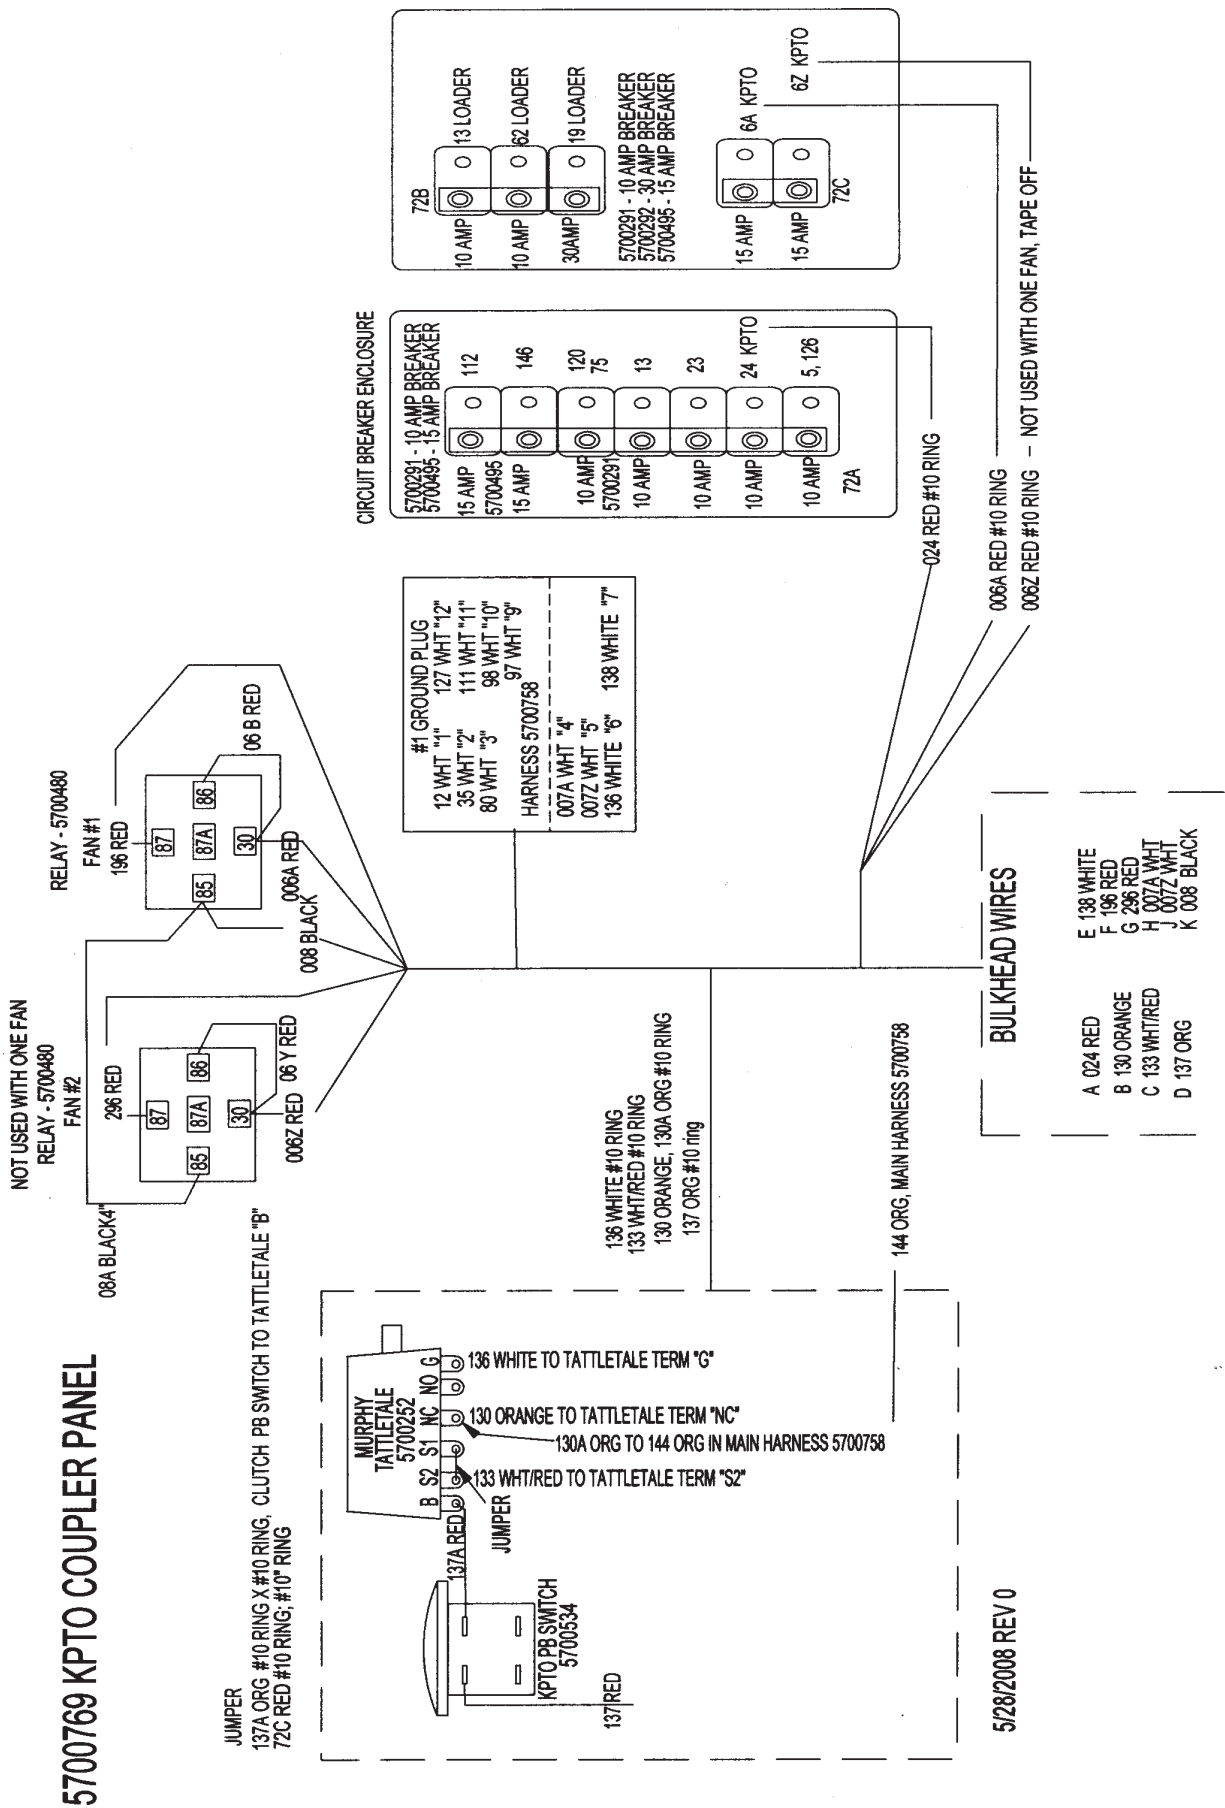 5700769 KPTO COUPLER PANEL
JUMPER
137A ORG #10 RING X #10 RING, CLUTCH PB SWITCH TO TATTLETALE "B"
72C RED #10 RING; #10" RING
NOT USED WITH ONE FAN
RELAY - 5700480
FAN #2
08A BLACK4"
296 RED
87
85
87A
86
30
006Z RED
06 Y RED
RELAY - 5700480
FAN #1
196 RED
87
85
87A
86
30
008 BLACK
006A RED
06 B RED
MURPHY
TATTLETALE
5700252
B
S2
S1
NC
NO
G
137A RED
JUMPER
136 WHITE TO TATTLETALE TERM "G"
130 ORANGE TO TATTLETALE TERM "NC"
130A ORG TO 144 ORG IN MAIN HARNESS 5700758
133 WHT/RED TO TATTLETALE TERM "S2"
KPTO PB SWITCH
5700534
137RED
136 WHITE #10 RING
133 WHT/RED #10 RING
130 ORANGE, 130A ORG #10 RING
137 ORG #10 ring
144 ORG, MAIN HARNESS 5700758
#1 GROUND PLUG
12 WHT "1" 127 WHT "12"
35 WHT "2" 111 WHT "11"
80 WHT "3" 98 WHT "10"
97 WHT "9"
HARNESS 5700758
007A WHT "4"
007Z WHT "5"
136 WHITE "6" 138 WHITE "7"
CIRCUIT BREAKER ENCLOSURE
5700291 - 10 AMP BREAKER
5700495 - 15 AMP BREAKER
15 AMP
112
5700495
15 AMP
146
10 AMP
120
75
5700291
10 AMP
13
10 AMP
23
10 AMP
24 KPTO
10 AMP
5, 126
72A
72B
10 AMP
13 LOADER
10 AMP
62 LOADER
30AMP
19 LOADER
5700291 - 10 AMP BREAKER
5700292 - 30 AMP BREAKER
5700495 - 15 AMP BREAKER
15 AMP
6A KPTO
15 AMP
6Z KPTO
72C
024 RED #10 RING
006A RED #10 RING
006Z RED #10 RING – NOT USED WITH ONE FAN, TAPE OFF
BULKHEAD WIRES
A 024 RED
B 130 ORANGE
C 133 WHT/RED
D 137 ORG
E 138 WHITE
F 196 RED
G 296 RED
H 007A WHT
J 007Z WHT
K 008 BLACK
5/28/2008 REV 0